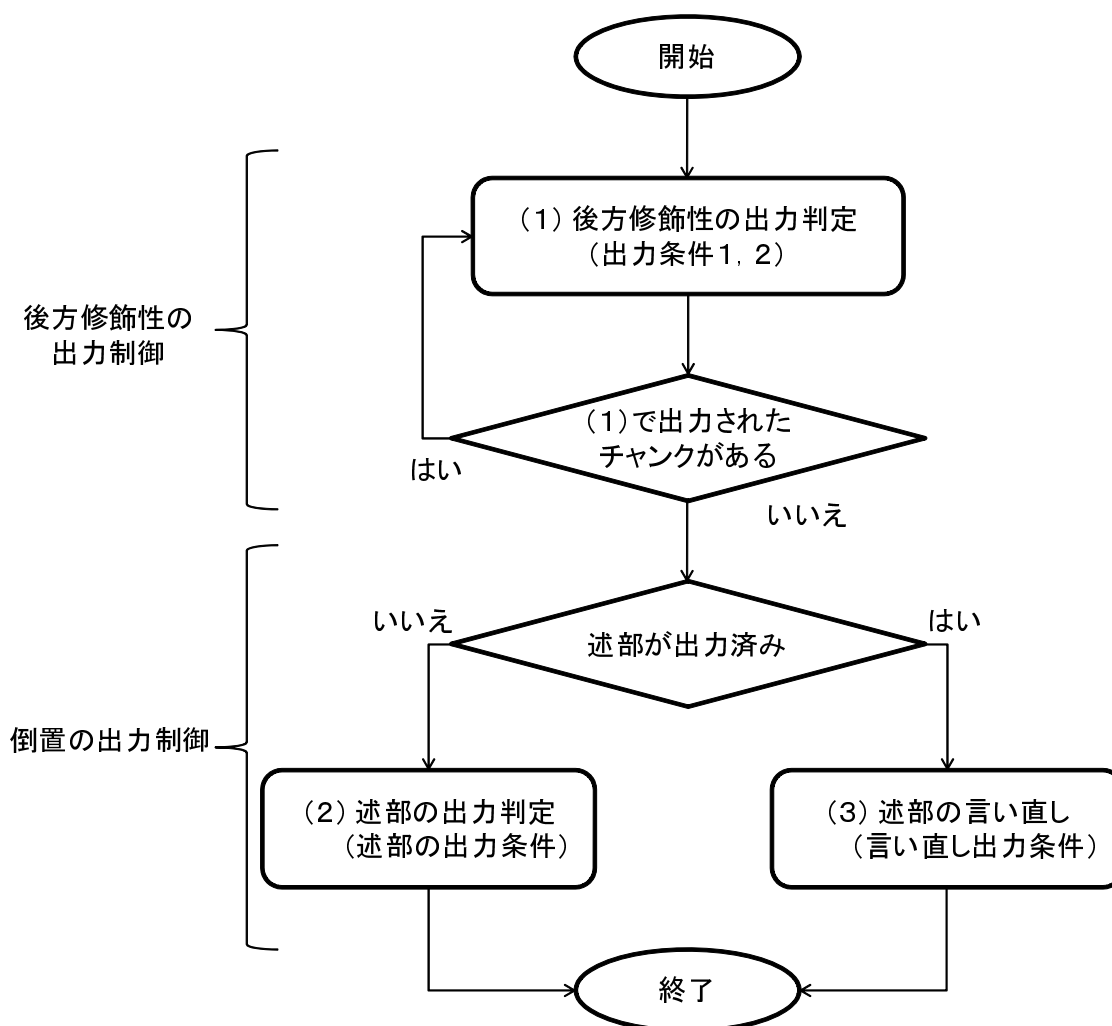 開始
(1) 後方修飾性の出力判定
(出力条件1, 2)
後方修飾性の
出力制御
(1)で出力された
チャンクがある
はい
いいえ
いいえ
はい
述部が出力済み
倒置の出力制御
(2) 述部の出力判定
(述部の出力条件)
(3) 述部の言い直し
(言い直し出力条件)
終了